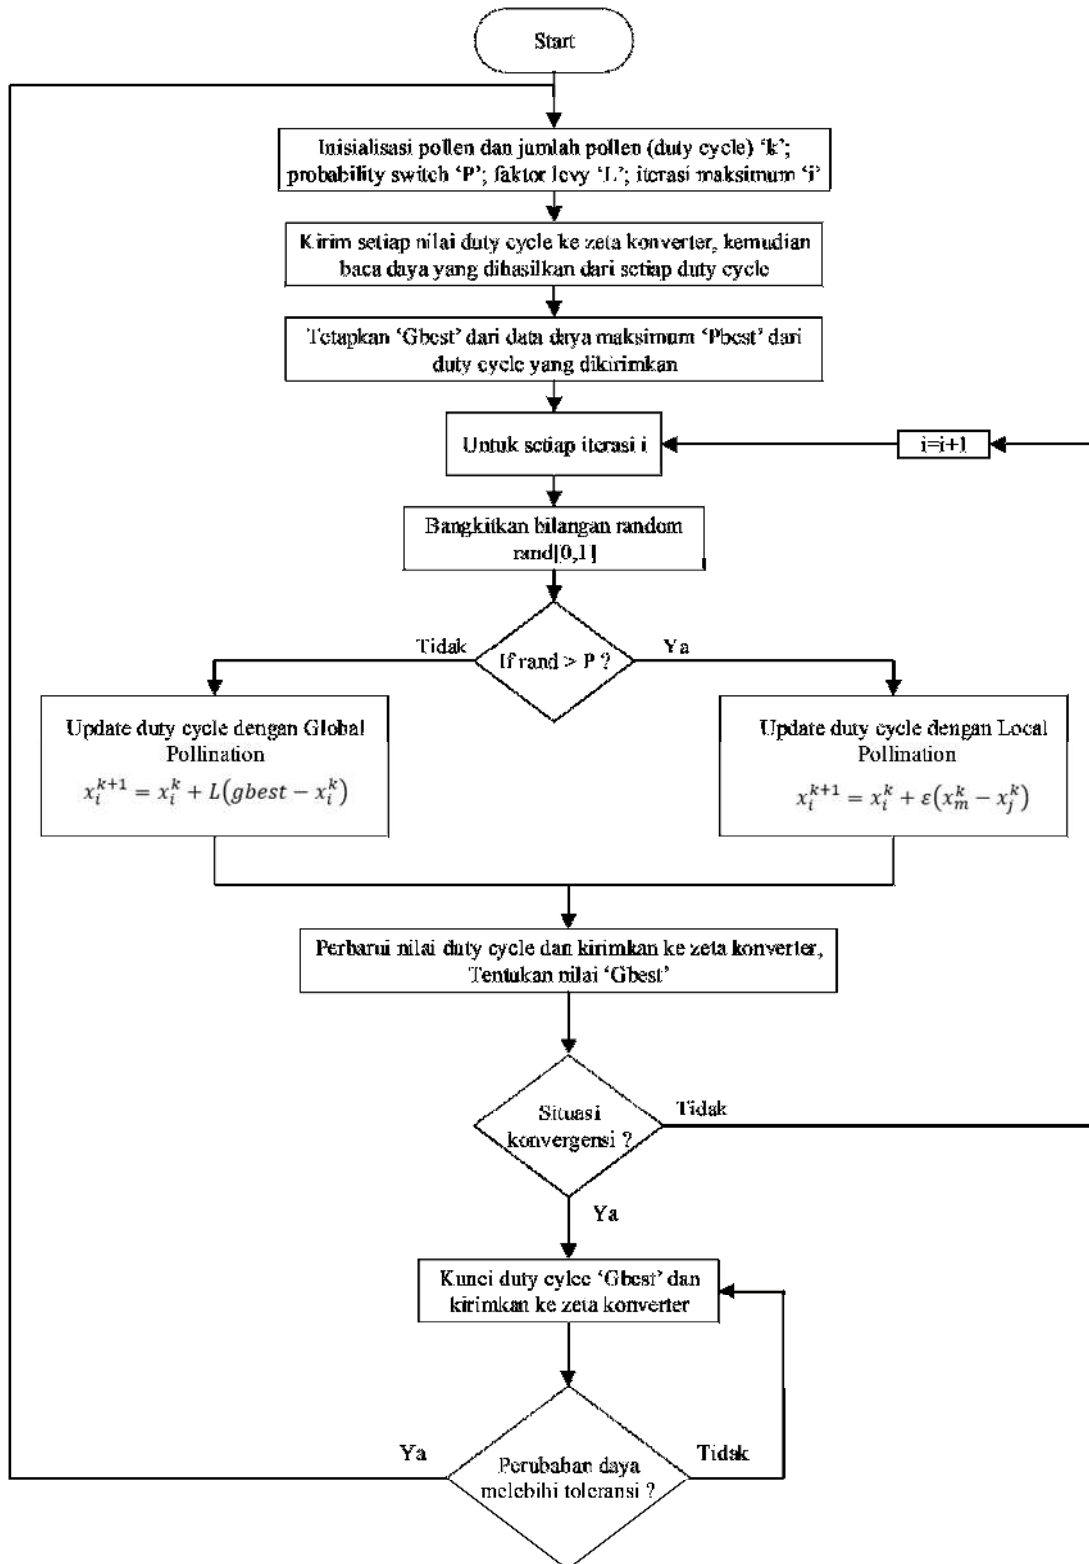 Start
Inisialisasi pollen dan jumlah pollen (duty cycle) ‘k’;
probability switch ‘P’; faktor levy ‘L’; iterasi maksimum ‘i’
Kirim setiap nilai duty cycle ke zeta konverter, kemudian
baca daya yang dihasilkan dari setiap duty cycle
Tetapkan ‘Gbest’ dari data daya maksimum ‘Pbest’ dari
duty cycle yang dikirimkan
Untuk setiap iterasi i
i=i+1
Bangkitkan bilangan random
rand[0,1]
Tidak
If rand > P ?
Ya
Update duty cycle dengan Global
Pollination
x_i^{k+1} = x_i^k + L(gbest − x_i^k)
Update duty cycle dengan Local
Pollination
x_i^{k+1} = x_i^k + ε(x_m^k − x_j^k)
Perbarui nilai duty cycle dan kirimkan ke zeta konverter,
Tentukan nilai ‘Gbest’
Situasi
konvergensi ?
Tidak
Ya
Kunci duty cylce ‘Gbest’ dan
kirimkan ke zeta konverter
Ya
Perubahan daya
melebihi toleransi ?
Tidak